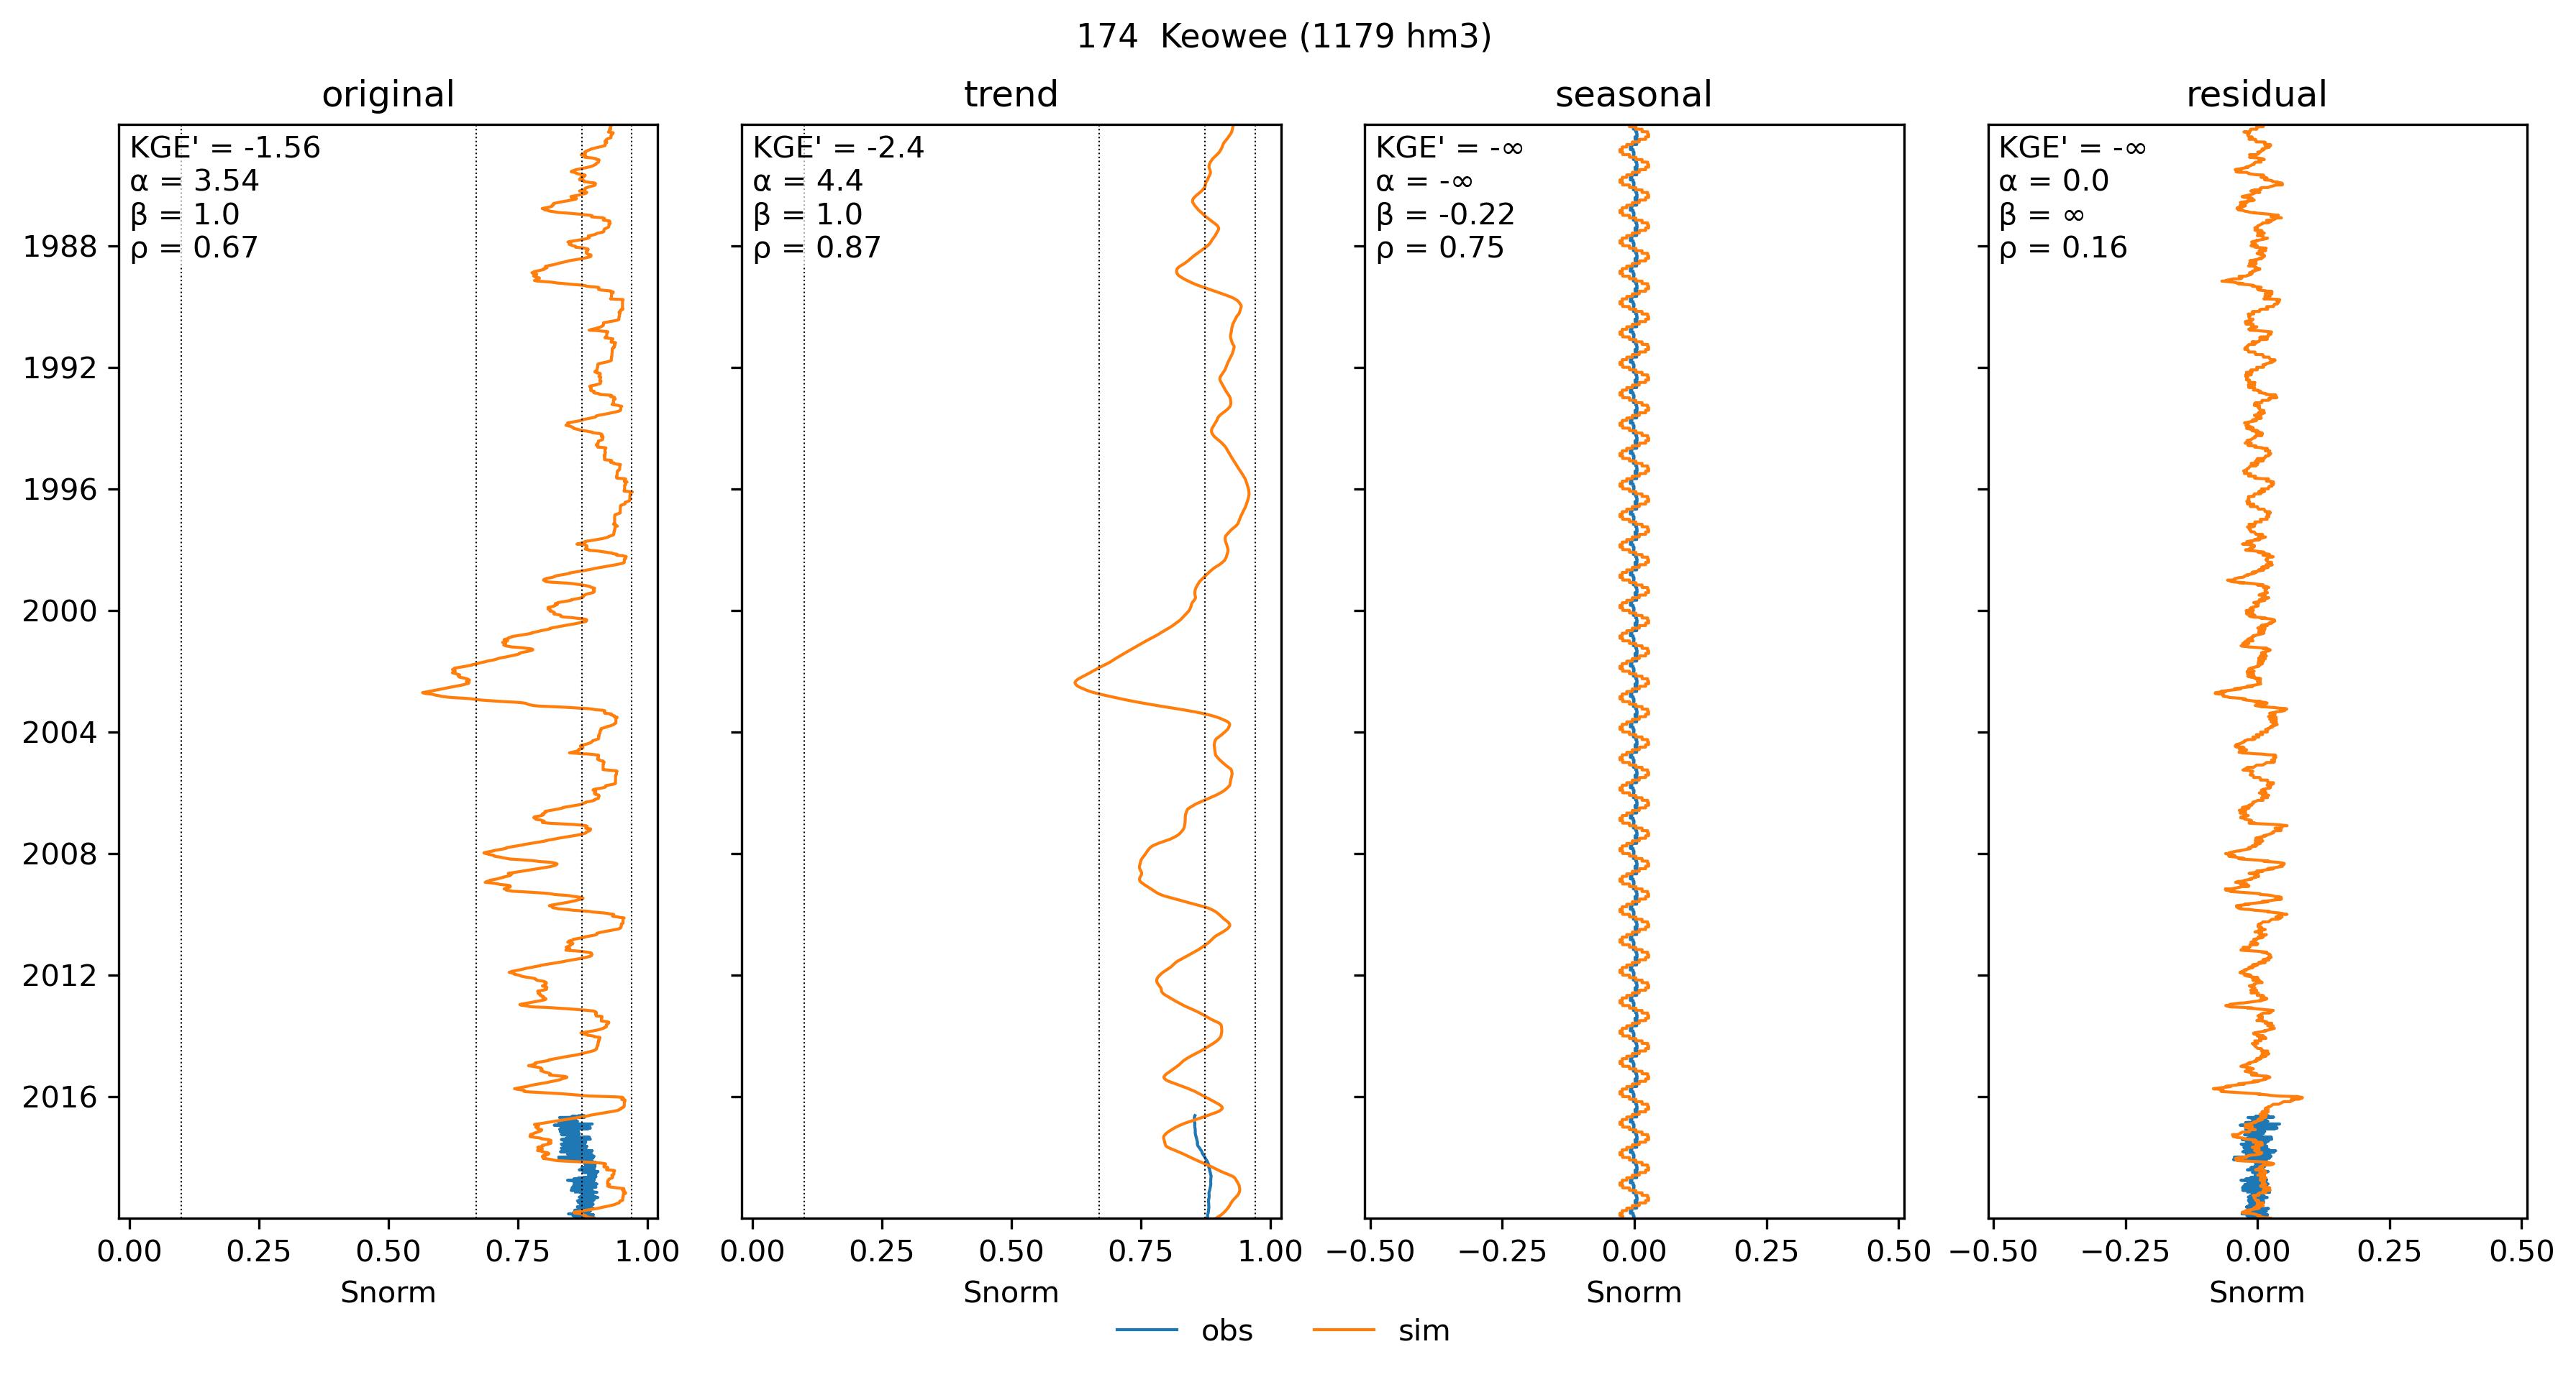 174  Keowee (1179 hm3)
original
trend
seasonal
residual
KGE' = -1.56
α = 3.54
β = 1.0
ρ = 0.67
KGE' = -2.4
α = 4.4
β = 1.0
ρ = 0.87
KGE' = -∞
α = -∞
β = -0.22
ρ = 0.75
KGE' = -∞
α = 0.0
β = ∞
ρ = 0.16
1988
1992
1996
2000
2004
2008
2012
2016
0.00 0.25 0.50 0.75 1.00
0.00 0.25 0.50 0.75 1.00
−0.50 −0.25 0.00 0.25 0.50
−0.50 −0.25 0.00 0.25 0.50
Snorm
Snorm
Snorm
Snorm
obs
sim